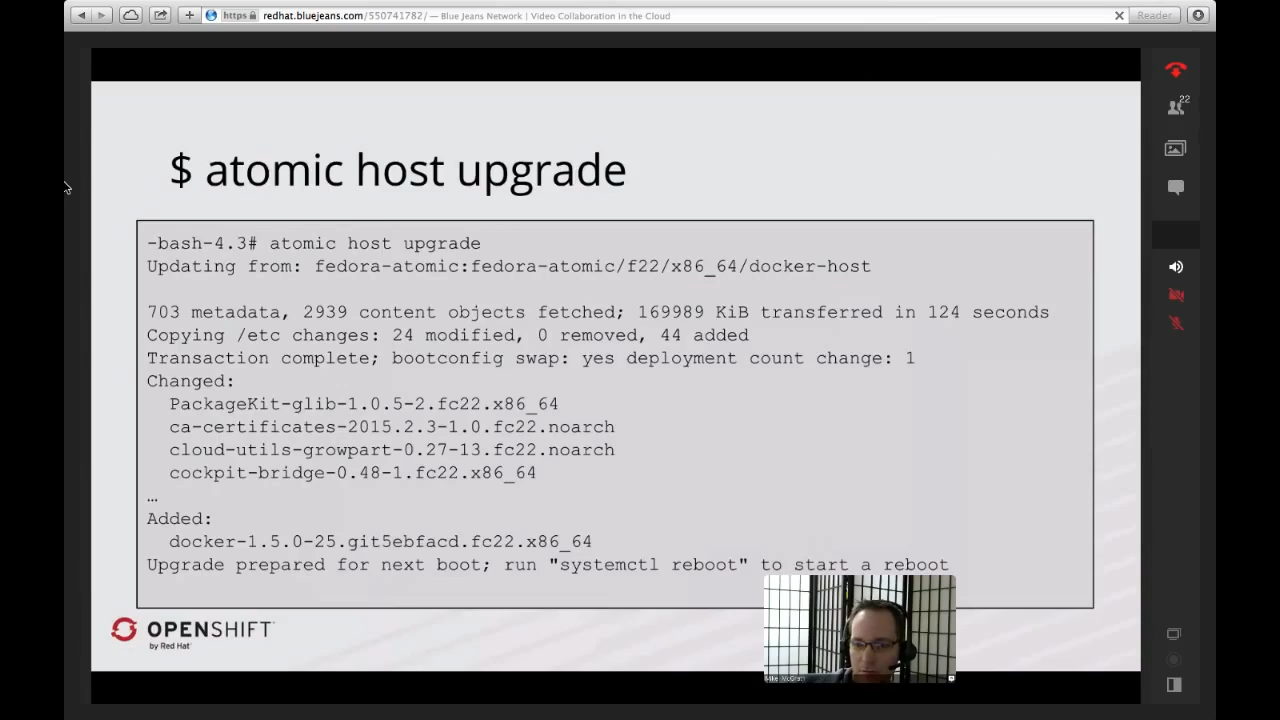 https redhat.bluejeans.com/550741782/ — Blue Jeans Network | Video Collaboration in the Cloud
Reader
22
$ atomic host upgrade
-bash-4.3# atomic host upgrade
Updating from: fedora-atomic:fedora-atomic/f22/x86_64/docker-host
703 metadata, 2939 content objects fetched; 169989 KiB transferred in 124 seconds
Copying /etc changes: 24 modified, 0 removed, 44 added
Transaction complete; bootconfig swap: yes deployment count change: 1
Changed:
PackageKit-glib-1.0.5-2.fc22.x86_64
ca-certificates-2015.2.3-1.0.fc22.noarch
cloud-utils-growpart-0.27-13.fc22.noarch
cockpit-bridge-0.48-1.fc22.x86_64
…
Added:
docker-1.5.0-25.git5ebfacd.fc22.x86_64
Upgrade prepared for next boot; run "systemctl reboot" to start a reboot
OPENSHIFT
by Red Hat
Mike McGrath